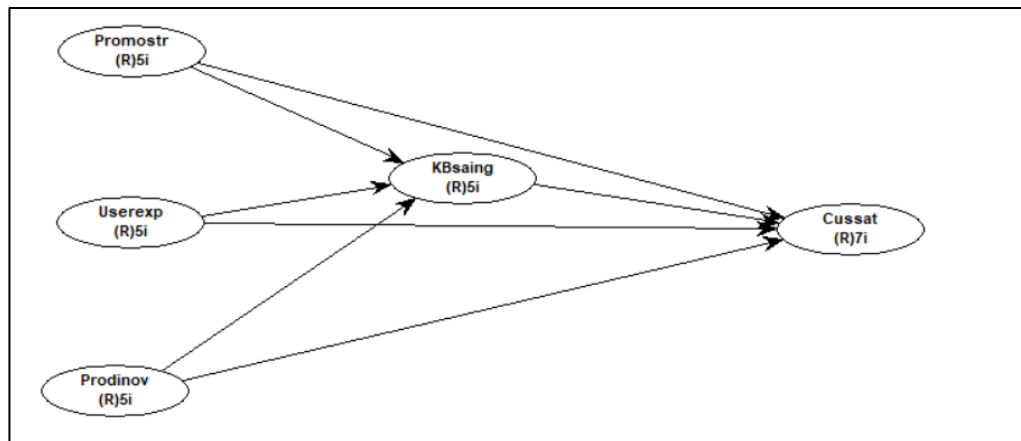 Promostr
(R)5i
KBsaing
(R)5i
Userexp
(R)5i
Cussat
(R)7i
Prodinov
(R)5i